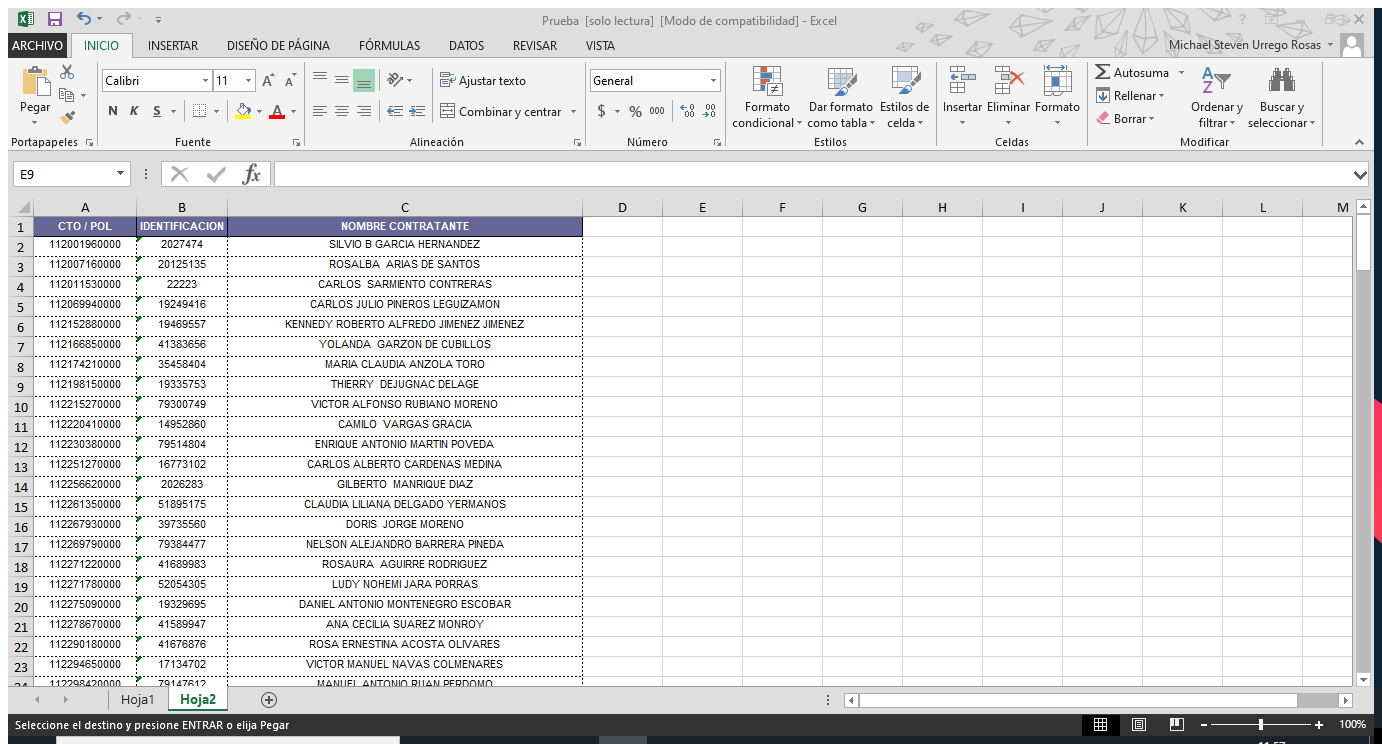 Prueba [solo lectura] [Modo de compatibilidad] - Excel
ARCHIVO INICIO INSERTAR DISEÑO DE PÁGINA FÓRMULAS DATOS REVISAR VISTA Michael Steven Urrego Rosas
Calibri 11 Ajustar texto General Autosuma
Rellenar
Pegar N K S Combinar y centrar $ % 000 Formato condicional Dar formato como tabla Estilos de celda Insertar Eliminar Formato Borrar Ordenar y filtrar Buscar y seleccionar
Portapapeles Fuente Alineación Número Estilos Celdas Modificar
E9 fx
A B C D E F G H I J K L M
1 CTO / POL IDENTIFICACION NOMBRE CONTRATANTE
2 112001960000 2027474 SILVIO B GARCIA HERNANDEZ
3 112007160000 20125135 ROSALBA ARIAS DE SANTOS
4 112011530000 22223 CARLOS SARMIENTO CONTRERAS
5 112069940000 19249416 CARLOS JULIO PINEROS LEGUIZAMON
6 112152880000 19469557 KENNEDY ROBERTO ALFREDO JIMENEZ JIMENEZ
7 112166850000 41383656 YOLANDA GARZON DE CUBILLOS
8 112174210000 35458404 MARIA CLAUDIA ANZOLA TORO
9 112198150000 19335753 THIERRY DEJUGNAC DELAGE
10 112215270000 79300749 VICTOR ALFONSO RUBIANO MORENO
11 112220410000 14952860 CAMILO VARGAS GRACIA
12 112230380000 79514804 ENRIQUE ANTONIO MARTIN POVEDA
13 112251270000 16773102 CARLOS ALBERTO CARDENAS MEDINA
14 112256620000 2026283 GILBERTO MANRIQUE DIAZ
15 112261350000 51895175 CLAUDIA LILIANA DELGADO YERMANOS
16 112267930000 39735560 DORIS JORGE MORENO
17 112269790000 79384477 NELSON ALEJANDRO BARRERA PINEDA
18 112271220000 41689983 ROSAURA AGUIRRE RODRIGUEZ
19 112271780000 52054305 LUDY NOHEMI JARA PORRAS
20 112275090000 19329695 DANIEL ANTONIO MONTENEGRO ESCOBAR
21 112278670000 41589947 ANA CECILIA SUAREZ MONROY
22 112290180000 41676876 ROSA ERNESTINA ACOSTA OLIVARES
23 112294650000 17134702 VICTOR MANUEL NAVAS COLMENARES
24 112298420000 79147612 MANUEL ANTONIO RUAN PERDOMO
Hoja1 Hoja2
Seleccione el destino y presione ENTRAR o elija Pegar 100%